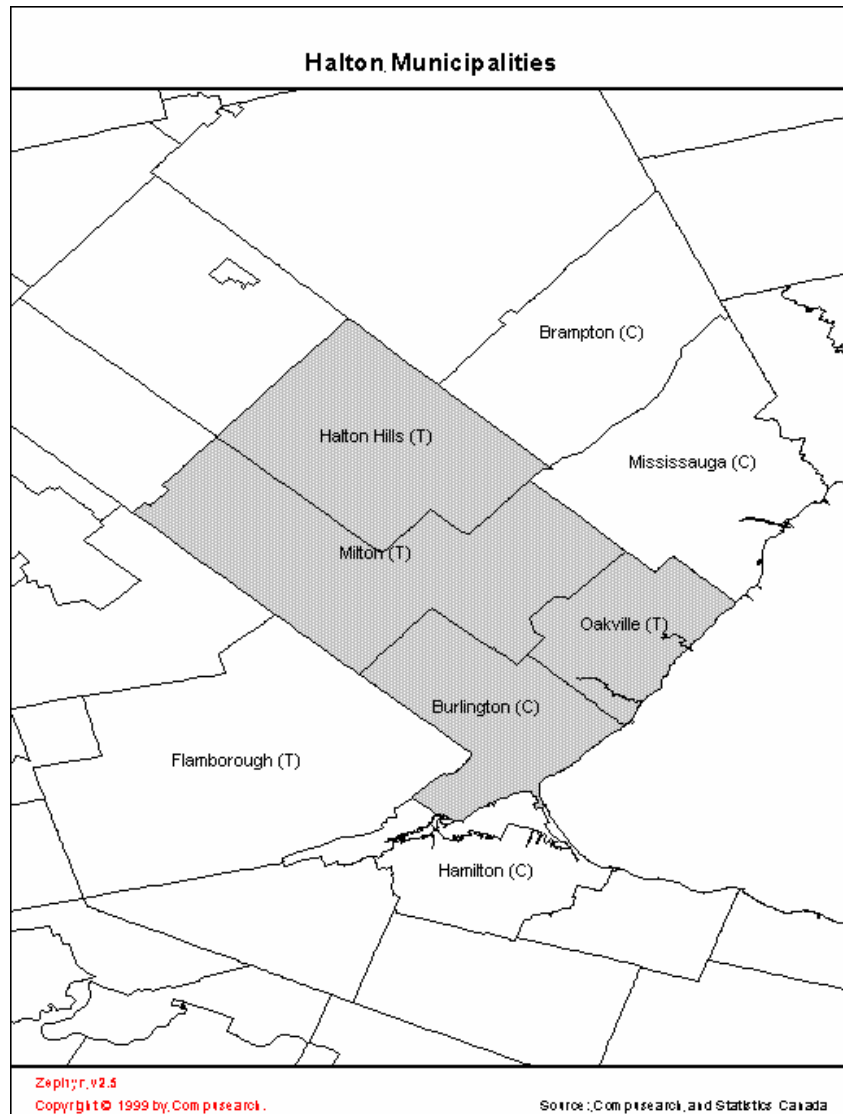 Halton Municipalities
Brampton (C)
Halton Hills (T)
Mississauga (C)
Milton (T)
Oakville (T)
Burlington (C)
Flamborough (T)
Hamilton (C)
Zephyr, v2.5
Copyright © 1999 by Compusearch.
Source: Compusearch, and Statistics Canada